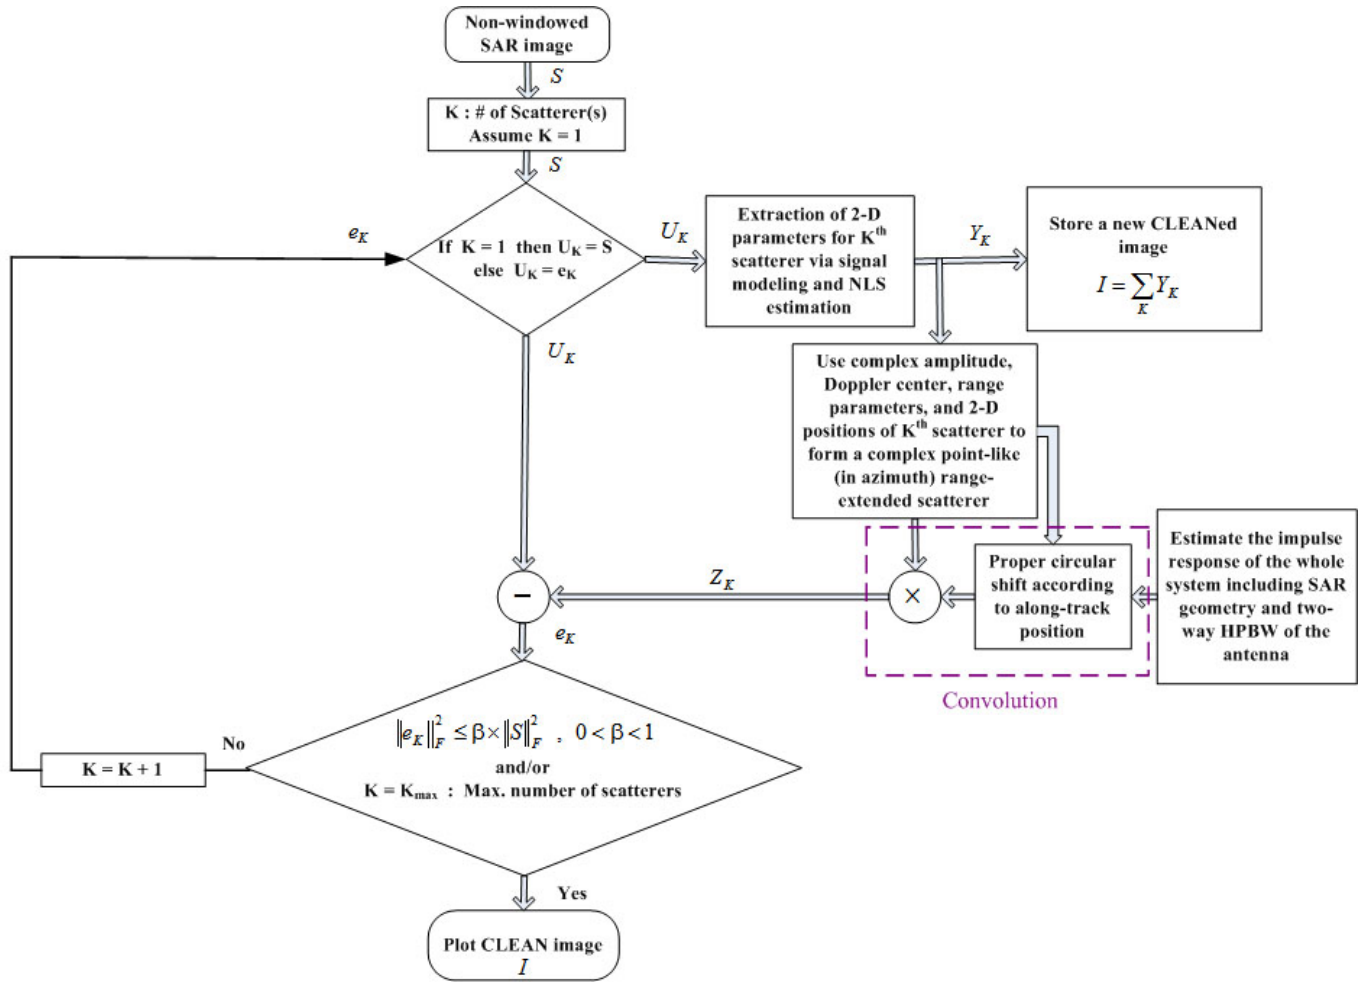 Non-windowed
SAR image
S
K : # of Scatterer(s)
Assume K = 1
S
e_K
If K = 1 then U_K = S
else U_K = e_K
U_K
Extraction of 2-D
parameters for K^th
scatterer via signal
modeling and NLS
estimation
Y_K
Store a new CLEANed
image
I = ∑_K Y_K
U_K
Use complex amplitude,
Doppler center, range
parameters, and 2-D
positions of K^th scatterer to
form a complex point-like
(in azimuth) range-
extended scatterer
Estimate the impulse
response of the whole
system including SAR
geometry and two-
way HPBW of the
antenna
Proper circular
shift according
to along-track
position
×
Convolution
Z_K
−
e_K
‖e_K‖²_F ≤ β × ‖S‖²_F , 0 < β < 1
and/or
K = K_max : Max. number of scatterers
No
K = K + 1
Yes
Plot CLEAN image
I